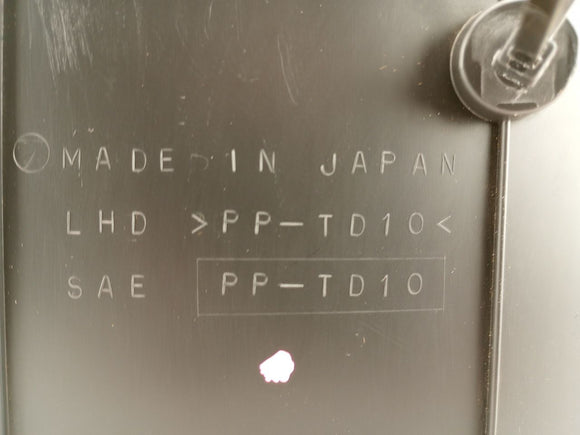 MADE IN JAPAN
LHD >PP-TD10<
SAE PP-TD10